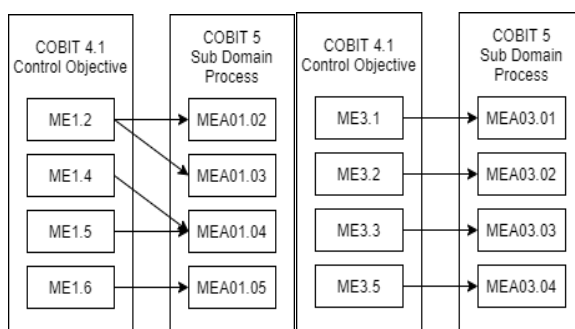 COBIT 4.1
Control Objective
ME1.2
ME1.4
ME1.5
ME1.6
COBIT 5
Sub Domain
Process
MEA01.02
MEA01.03
MEA01.04
MEA01.05
COBIT 4.1
Control Objective
ME3.1
ME3.2
ME3.3
ME3.5
COBIT 5
Sub Domain
Process
MEA03.01
MEA03.02
MEA03.03
MEA03.04